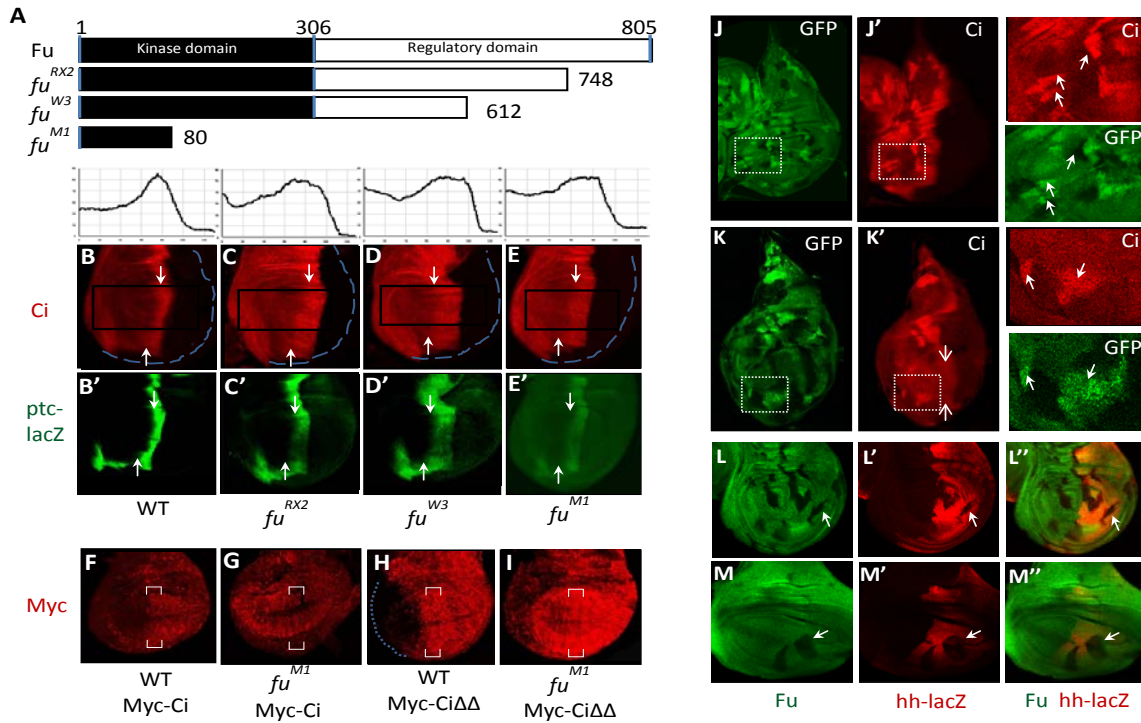 A
1 306 805
Fu Kinase domain Regulatory domain
fu^RX2 748
fu^W3 612
fu^M1 80
B C D E
Ci
B' C' D' E'
ptc-
lacZ
WT fu^RX2 fu^W3 fu^M1
F G H I
Myc
WT fu^M1 WT fu^M1
Myc-Ci Myc-Ci Myc-CiΔΔ Myc-CiΔΔ
J GFP J' Ci Ci
GFP
K GFP K' Ci Ci
GFP
L L' L''
M M' M''
Fu hh-lacZ Fu hh-lacZ